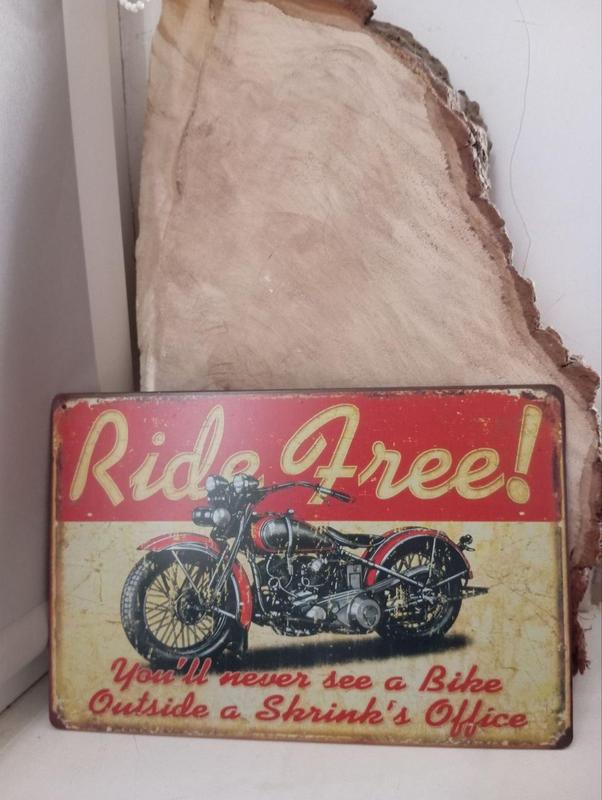 Ride Free!
You'll never see a Bike
Outside a Shrink's Office